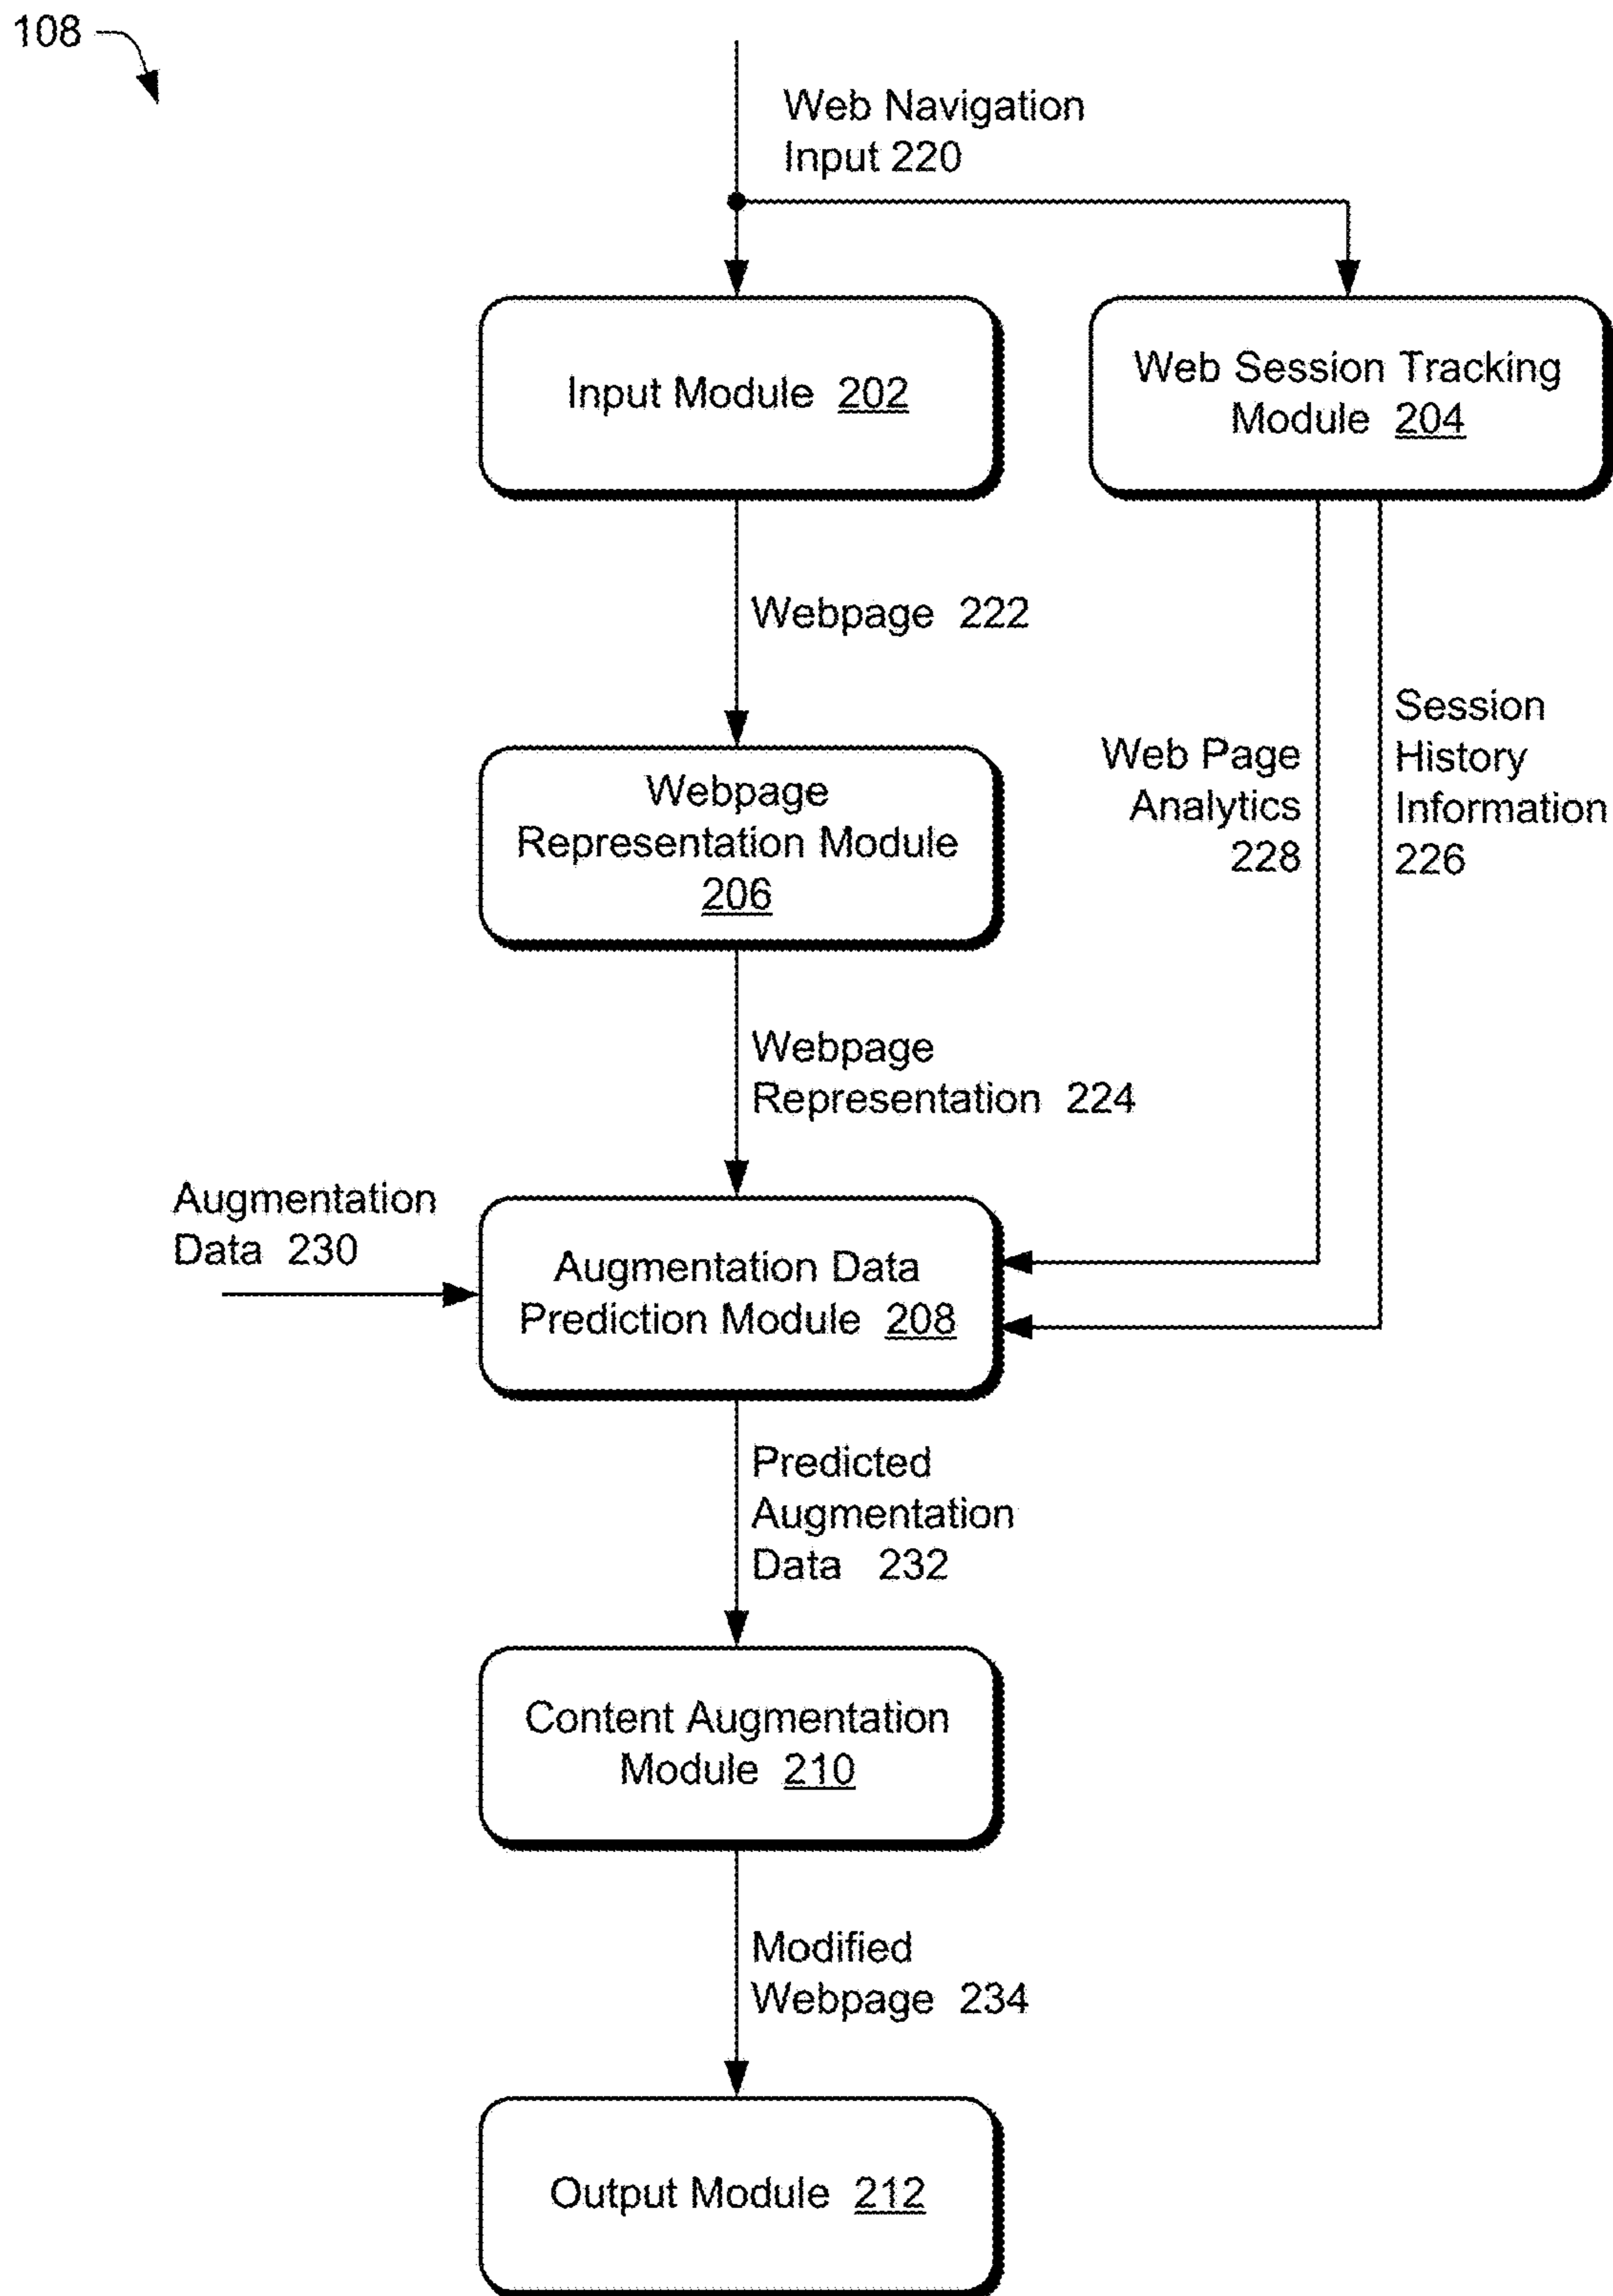 108
Web Navigation
Input 220
Input Module 202
Web Session Tracking
Module 204
Webpage 222
Session
History
Information
226
Web Page
Analytics
228
Webpage
Representation Module
206
Webpage
Representation 224
Augmentation
Data 230
Augmentation Data
Prediction Module 208
Predicted
Augmentation
Data 232
Content Augmentation
Module 210
Modified
Webpage 234
Output Module 212